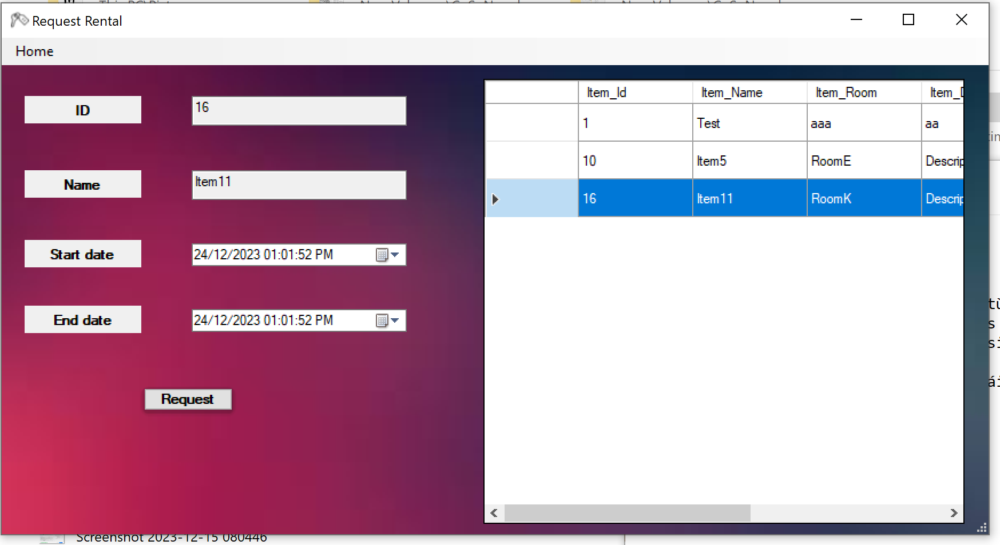 Request Rental
Home
ID
16
Name
Item11
Start date
24/12/2023 01:01:52 PM
End date
24/12/2023 01:01:52 PM
Request
Item_Id Item_Name Item_Room Item_D
1 Test aaa aa
10 Item5 RoomE Descrip
16 Item11 RoomK Descrip
Screenshot 2023-12-15 080446